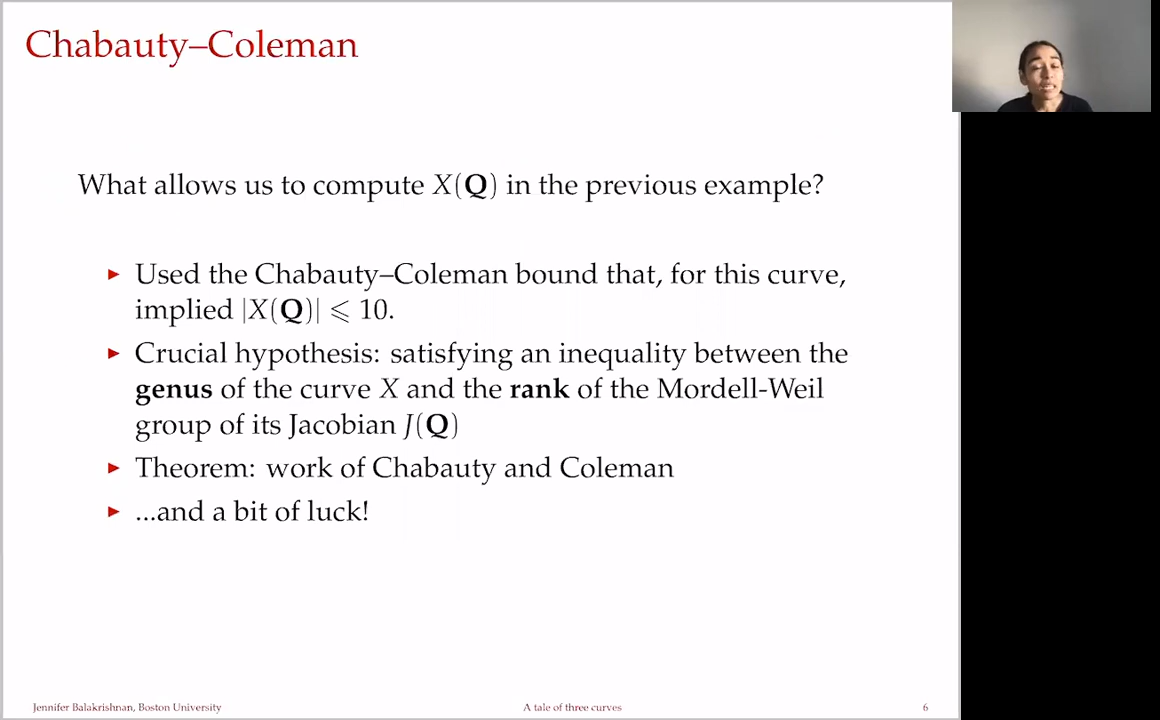 Chabauty–Coleman
What allows us to compute X(Q) in the previous example?
▶ Used the Chabauty–Coleman bound that, for this curve,
implied |X(Q)| ⩽ 10.
▶ Crucial hypothesis: satisfying an inequality between the
genus of the curve X and the rank of the Mordell-Weil
group of its Jacobian J(Q)
▶ Theorem: work of Chabauty and Coleman
▶ ...and a bit of luck!
Jennifer Balakrishnan, Boston University
A tale of three curves
6